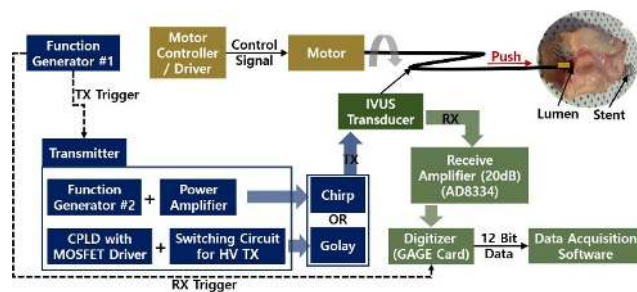 Function
Generator #1
Motor
Controller
/ Driver
Control
Signal
Motor
Push
Lumen
Stent
TX Trigger
IVUS
Transducer
RX
TX
Transmitter
Receive
Amplifier (20dB)
(AD8334)
Function
Generator #2
+
Power
Amplifier
Chirp
OR
Golay
CPLD with
MOSFET Driver
+
Switching Circuit
for HV TX
Digitizer
(GAGE Card)
12 Bit
Data
Data Acquisition
Software
RX Trigger